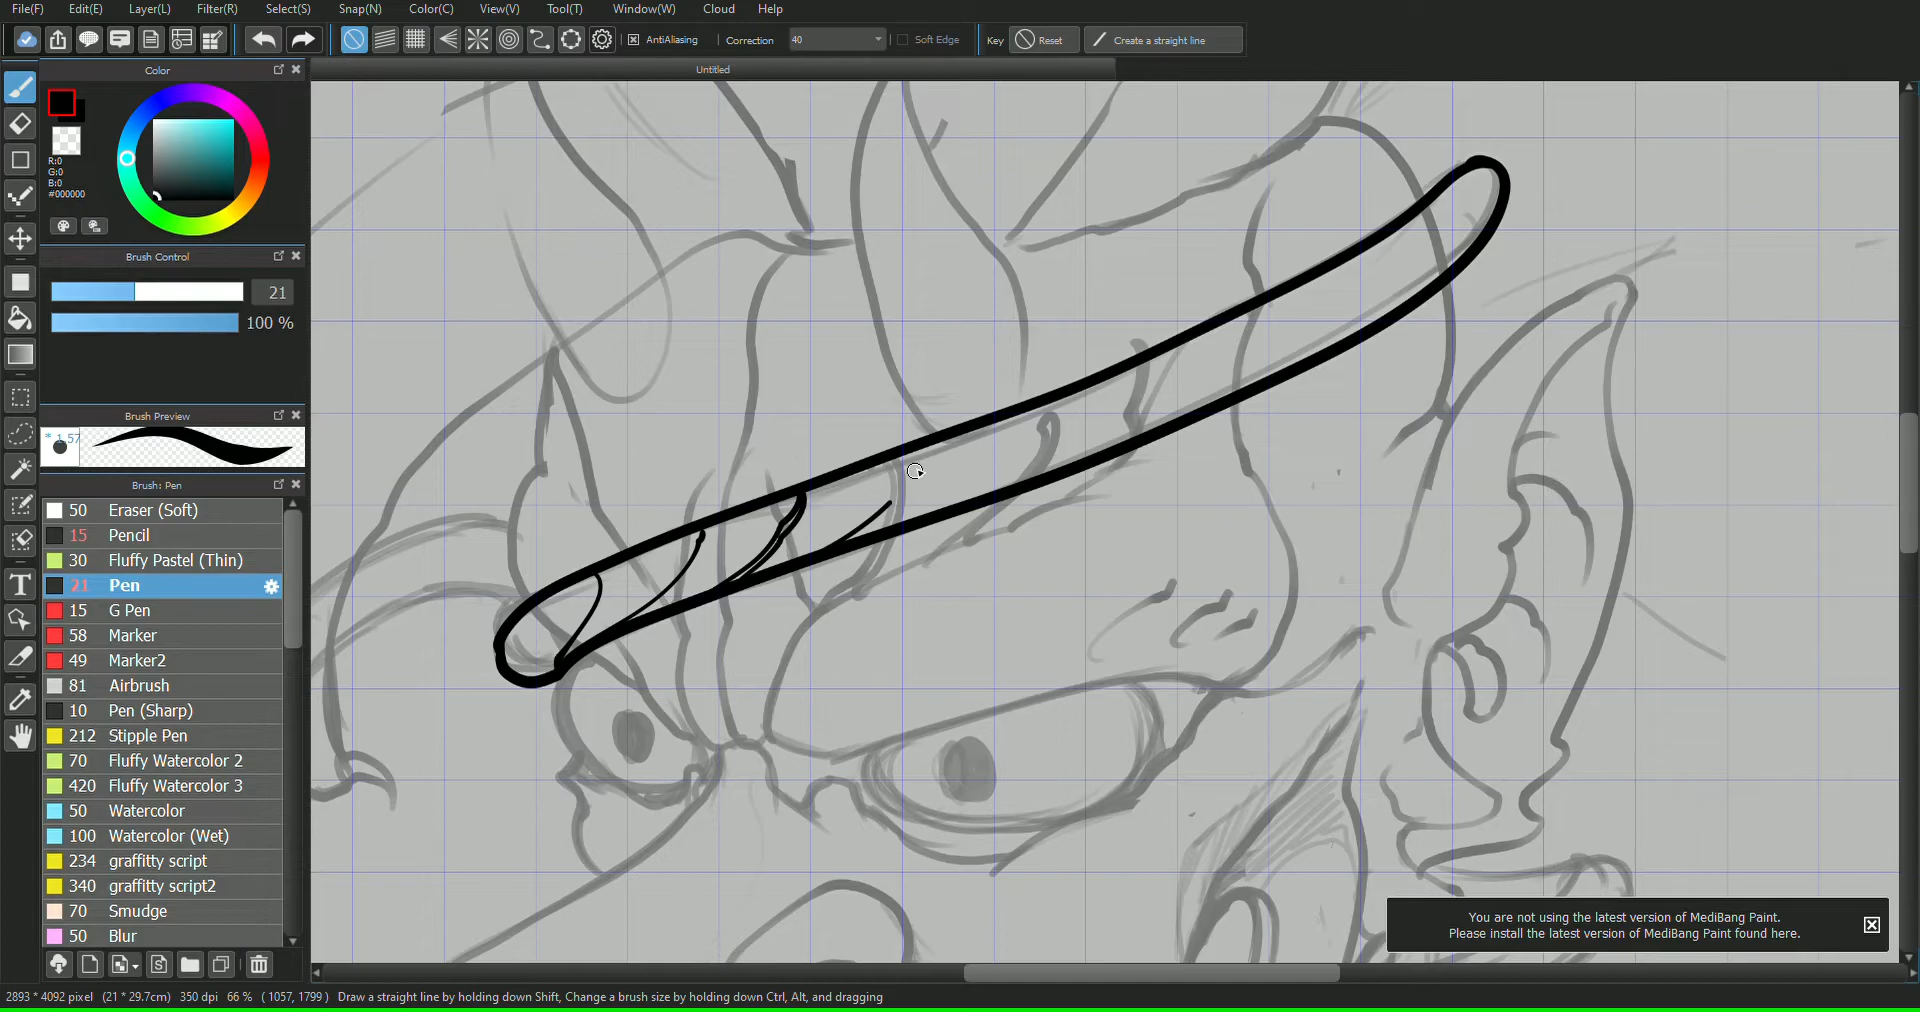 File(F) Edit(E) Layer(L) Filter(R) Select(S) Snap(N) Color(C) View(V) Tool(T) Window(W) Cloud Help
AntiAliasing Correction 40 Soft Edge Key Reset Create a straight line
Untitled
Color
R:0
G:0
B:0
#000000
Brush Control
21
100 %
Brush Preview
* 1.57
Brush: Pen
50 Eraser (Soft)
15 Pencil
30 Fluffy Pastel (Thin)
21 Pen
15 G Pen
58 Marker
49 Marker2
81 Airbrush
10 Pen (Sharp)
212 Stipple Pen
70 Fluffy Watercolor 2
420 Fluffy Watercolor 3
50 Watercolor
100 Watercolor (Wet)
234 graffitty script
340 graffitty script2
70 Smudge
50 Blur
You are not using the latest version of MediBang Paint.
Please install the latest version of MediBang Paint found here.
2893 * 4092 pixel (21 * 29.7cm) 350 dpi 66 % ( 1057, 1799 ) Draw a straight line by holding down Shift, Change a brush size by holding down Ctrl, Alt, and dragging